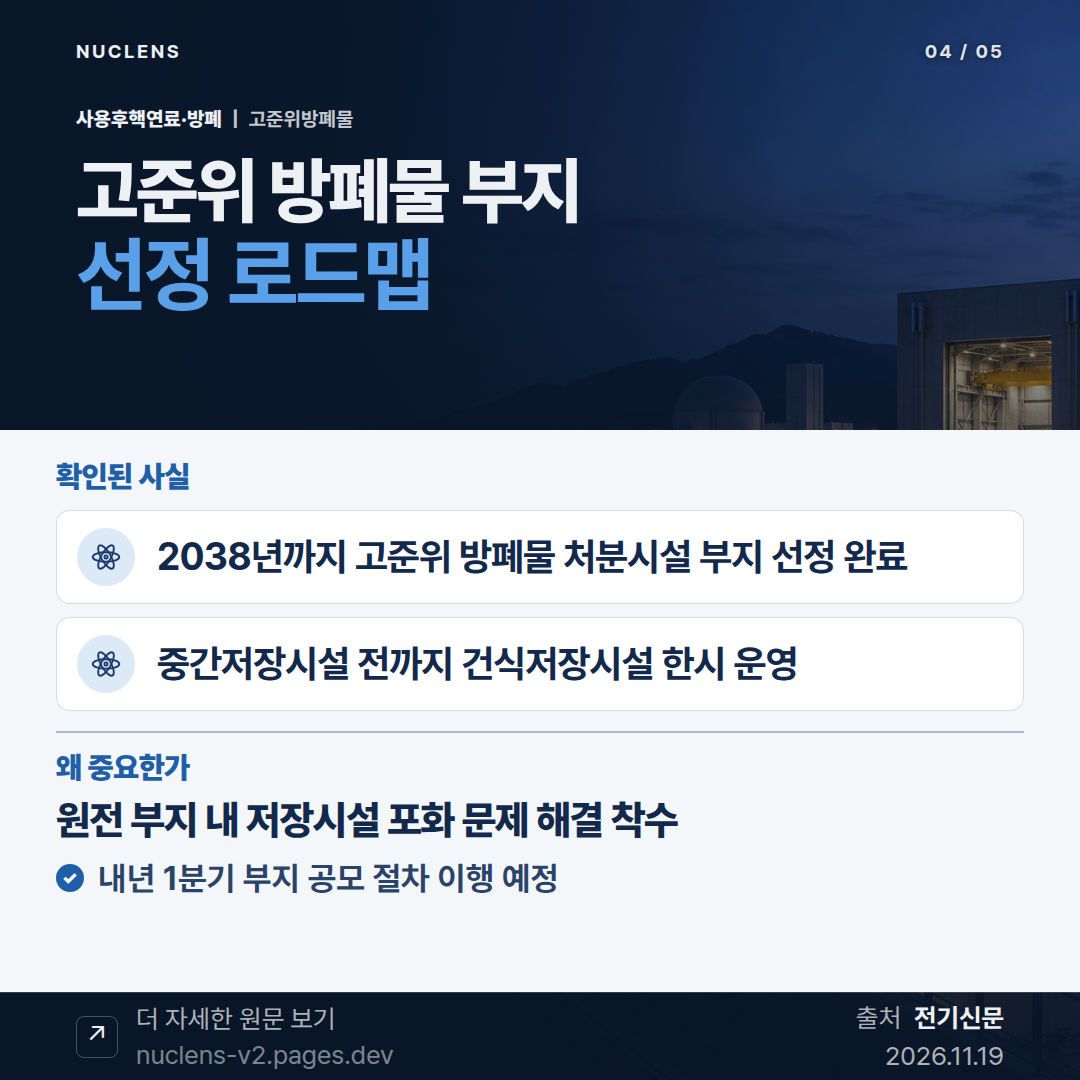 NUCLENS
04 / 05
사용후핵연료·방폐 | 고준위방폐물
고준위 방폐물 부지
선정 로드맵
확인된 사실
2038년까지 고준위 방폐물 처분시설 부지 선정 완료
중간저장시설 전까지 건식저장시설 한시 운영
왜 중요한가
원전 부지 내 저장시설 포화 문제 해결 착수
내년 1분기 부지 공모 절차 이행 예정
더 자세한 원문 보기
nuclens-v2.pages.dev
출처 전기신문
2026.11.19